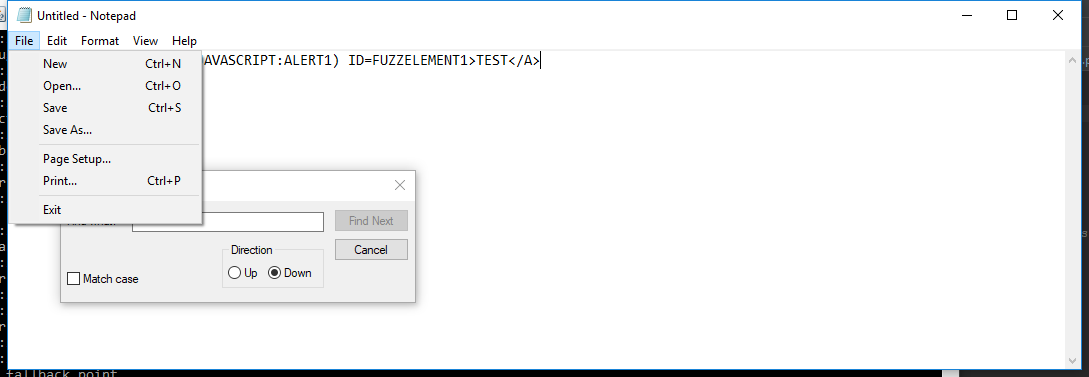 Untitled - Notepad
File Edit Format View Help
AVASCRIPT:ALERT1) ID=FUZZELEMENT1>TEST</A>
New Ctrl+N
Open... Ctrl+O
Save Ctrl+S
Save As...
Page Setup...
Print... Ctrl+P
Exit
Find Next
Direction
Cancel
Up Down
Match case
fallback point